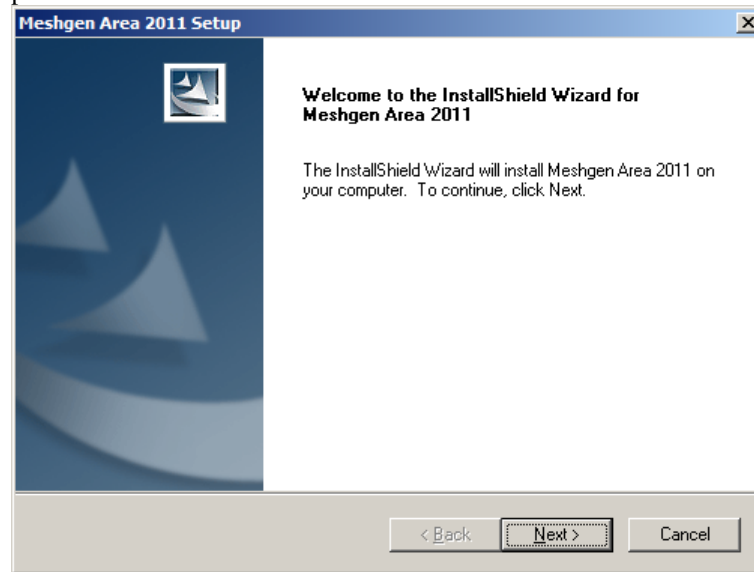 Meshgen Area 2011 Setup
Welcome to the InstallShield Wizard for
Meshgen Area 2011
The InstallShield Wizard will install Meshgen Area 2011 on
your computer. To continue, click Next.
< Back
Next >
Cancel